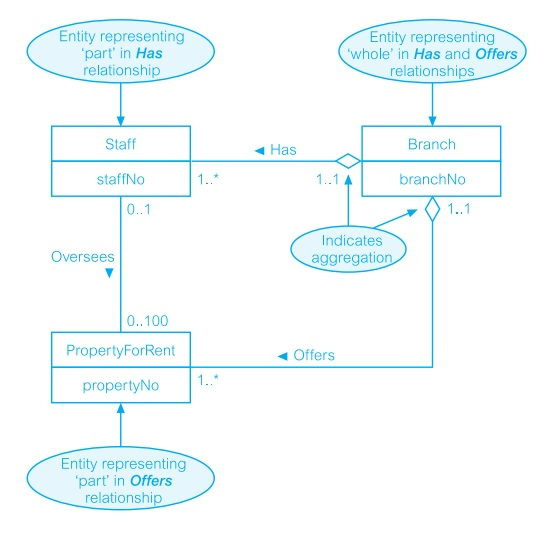 Entity representing
'part' in Has
relationship
Entity representing
'whole' in Has and Offers
relationships
Staff
staffNo
◄ Has
Branch
branchNo
1..*
1..1
0..1
1..1
Indicates
aggregation
Oversees
▼
0..100
PropertyForRent
propertyNo
◄ Offers
1..*
Entity representing
'part' in Offers
relationship